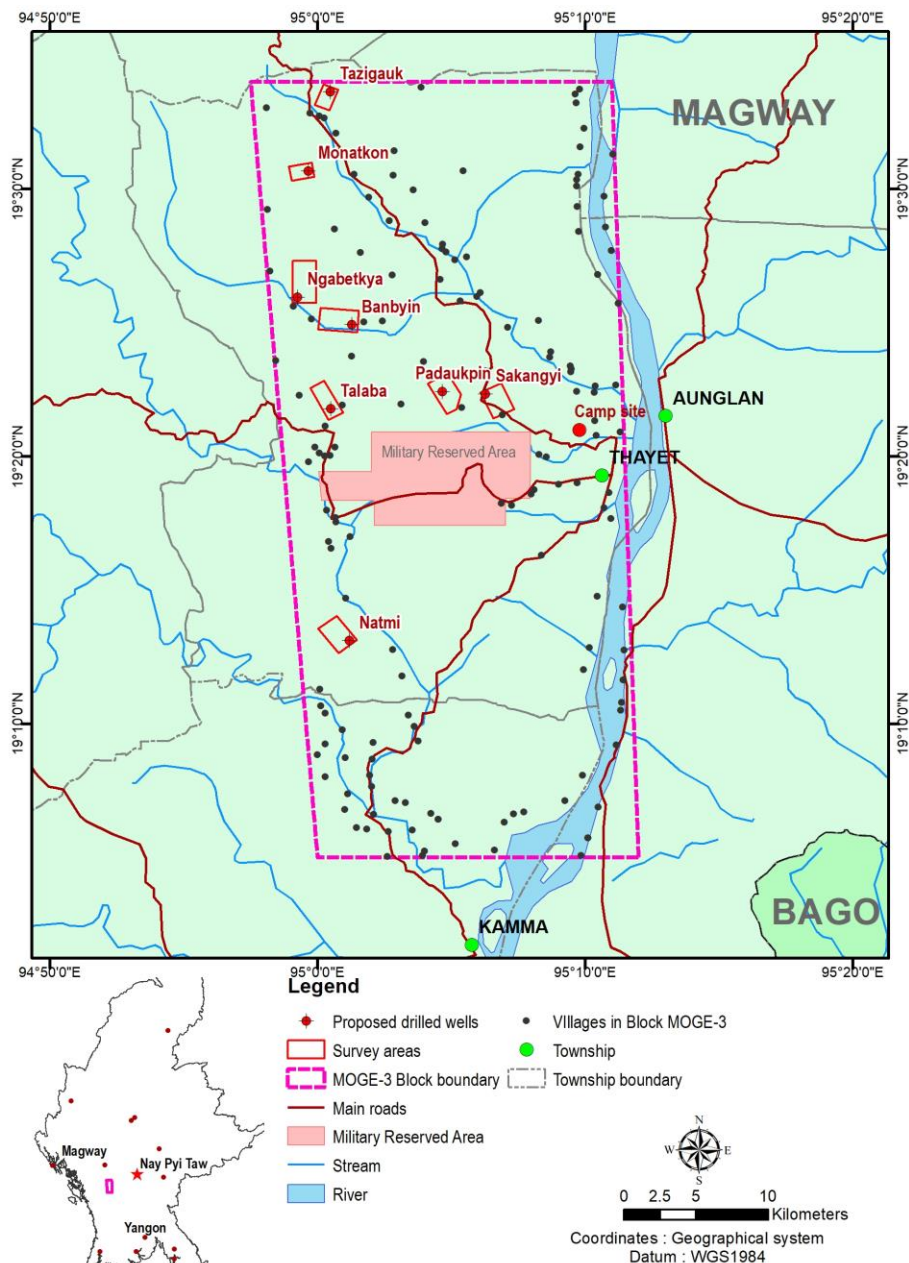 94°50'0"E
95°0'0"E
95°10'0"E
95°20'0"E
Tazigauk
MAGWAY
Monatkon
19°30'0"N
19°30'0"N
Ngabetkya
Banbyin
Padaukpin
Sakangyi
Talaba
Camp site
AUNGLAN
Military Reserved Area
THAYET
19°20'0"N
19°20'0"N
Natmi
19°10'0"N
19°10'0"N
BAGO
KAMMA
94°50'0"E
95°0'0"E
95°10'0"E
95°20'0"E
Legend
Proposed drilled wells
Survey areas
MOGE-3 Block boundary
Main roads
Military Reserved Area
Stream
River
VIllages in Block MOGE-3
Township
Township boundary
Magway
Nay Pyi Taw
Yangon
N
W
E
S
0 2.5 5 10
Kilometers
Coordinates : Geographical system
Datum : WGS1984